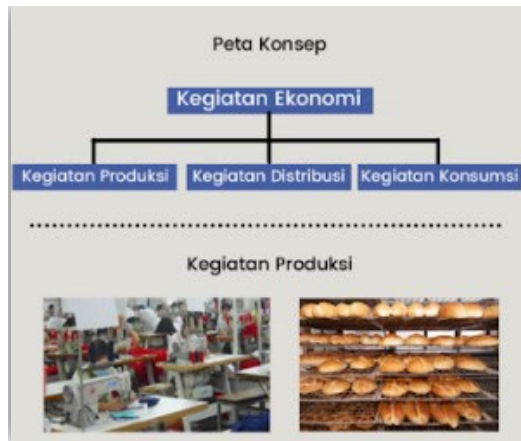 Peta Konsep
Kegiatan Ekonomi
Kegiatan Produksi Kegiatan Distribusi Kegiatan Konsumsi
Kegiatan Produksi